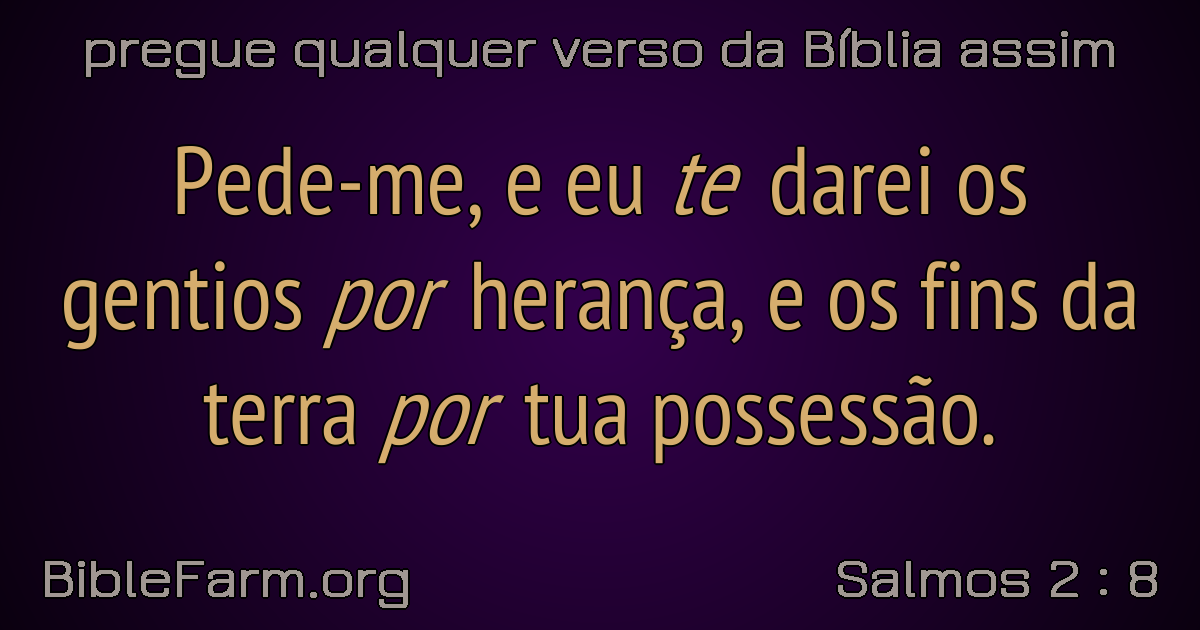 pregue qualquer verso da Bíblia assim
Pede-me, e eu te darei os
gentios por herança, e os fins da
terra por tua possessão.
BibleFarm.org
Salmos 2 : 8